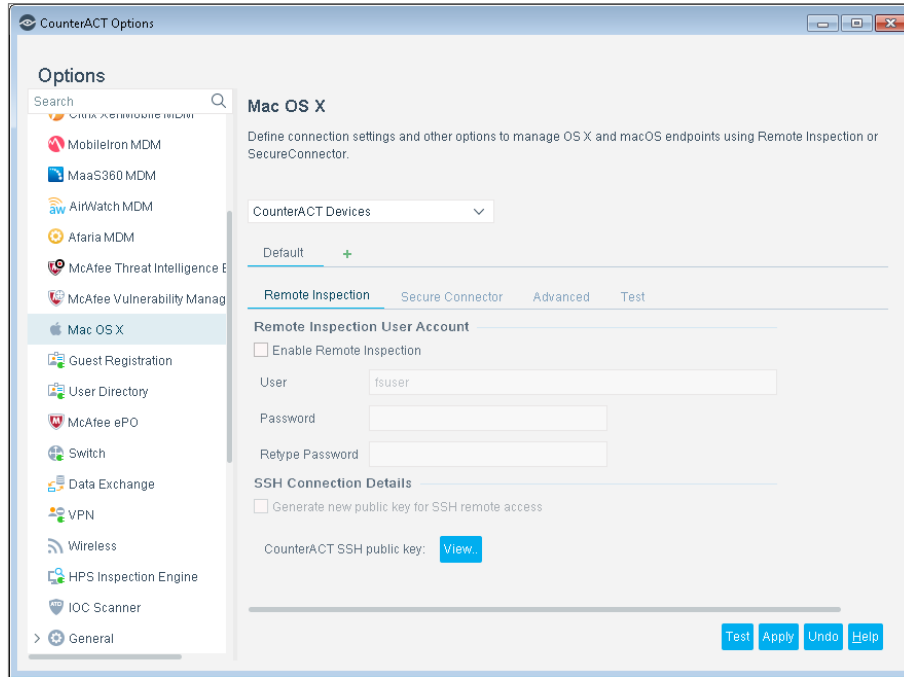 CounterACT Options
Options
Search
Citrix XenMobile MDM
MobileIron MDM
MaaS360 MDM
aw AirWatch MDM
Afaria MDM
McAfee Threat Intelligence E
McAfee Vulnerability Manag
Mac OS X
Guest Registration
User Directory
McAfee ePO
Switch
Data Exchange
VPN
Wireless
HPS Inspection Engine
ATD IOC Scanner
General
Mac OS X
Define connection settings and other options to manage OS X and macOS endpoints using Remote Inspection or
SecureConnector.
CounterACT Devices
Default +
Remote Inspection Secure Connector Advanced Test
Remote Inspection User Account
Enable Remote Inspection
User fsuser
Password
Retype Password
SSH Connection Details
Generate new public key for SSH remote access
CounterACT SSH public key: View..
Test Apply Undo Help